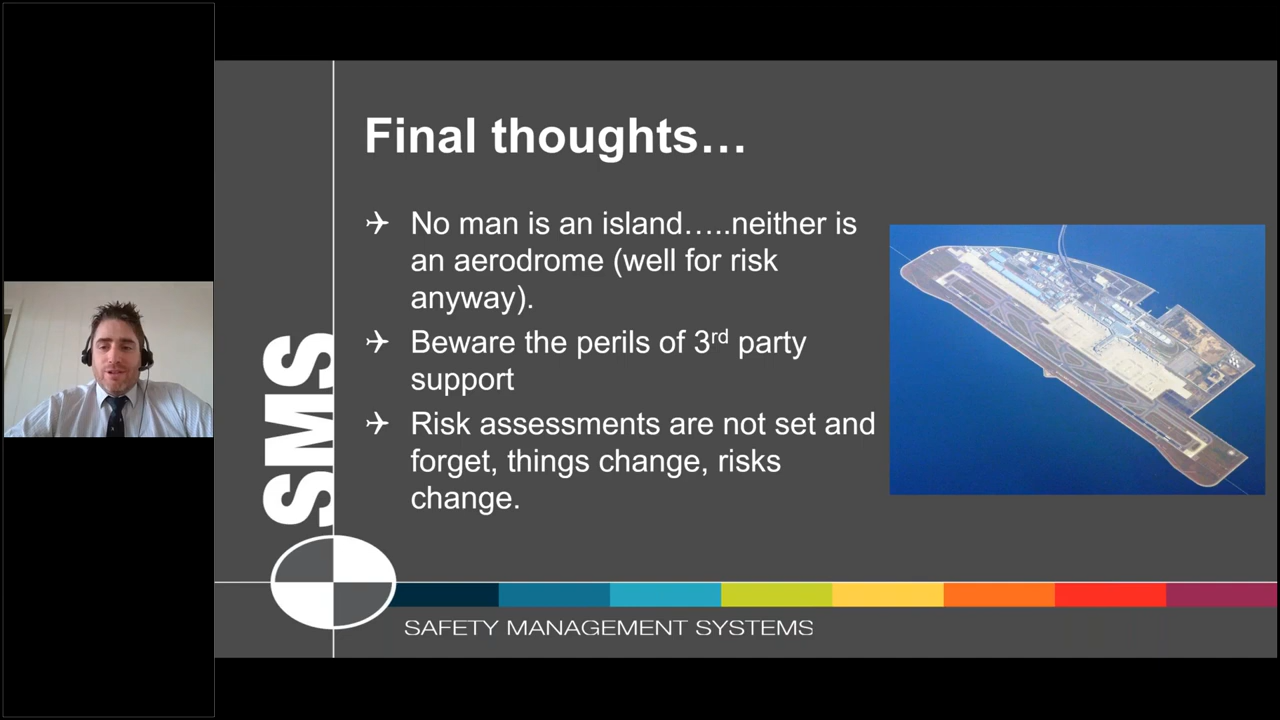 Final thoughts…
No man is an island…..neither is
an aerodrome (well for risk
anyway).
Beware the perils of 3rd party
support
Risk assessments are not set and
forget, things change, risks
change.
SMS
SAFETY MANAGEMENT SYSTEMS